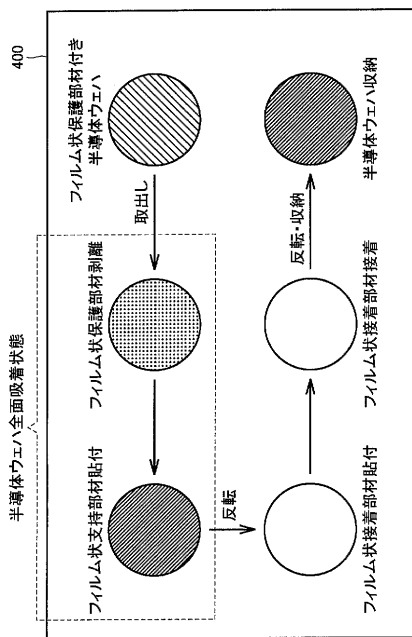 400
半導体ウェハ全面吸着状態
フィルム状保護部材付き
半導体ウェハ
取出し
フィルム状保護部材剥離
フィルム状支持部材貼付
反転
フィルム状接着部材貼付
フィルム状接着部材接着
反転・収納
半導体ウェハ収納